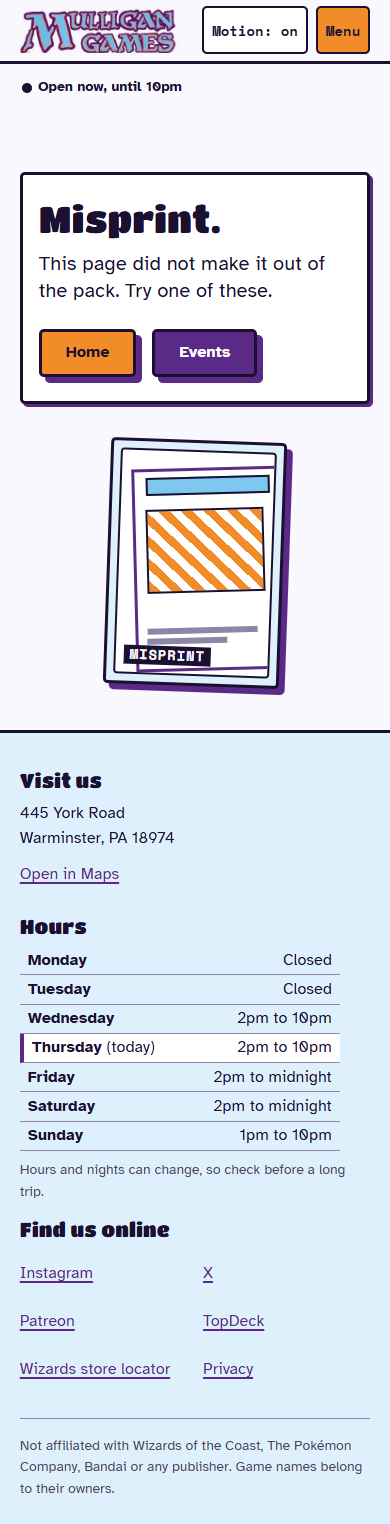 MULLIGAN
GAMES
Motion: on
Menu
Open now, until 10pm
Misprint.
This page did not make it out of
the pack. Try one of these.
Home
Events
MISPRINT
Visit us
445 York Road
Warminster, PA 18974
Open in Maps
Hours
Monday Closed
Tuesday Closed
Wednesday 2pm to 10pm
Thursday (today) 2pm to 10pm
Friday 2pm to midnight
Saturday 2pm to midnight
Sunday 1pm to 10pm
Hours and nights can change, so check before a long
trip.
Find us online
Instagram X
Patreon TopDeck
Wizards store locator Privacy
Not affiliated with Wizards of the Coast, The Pokémon
Company, Bandai or any publisher. Game names belong
to their owners.